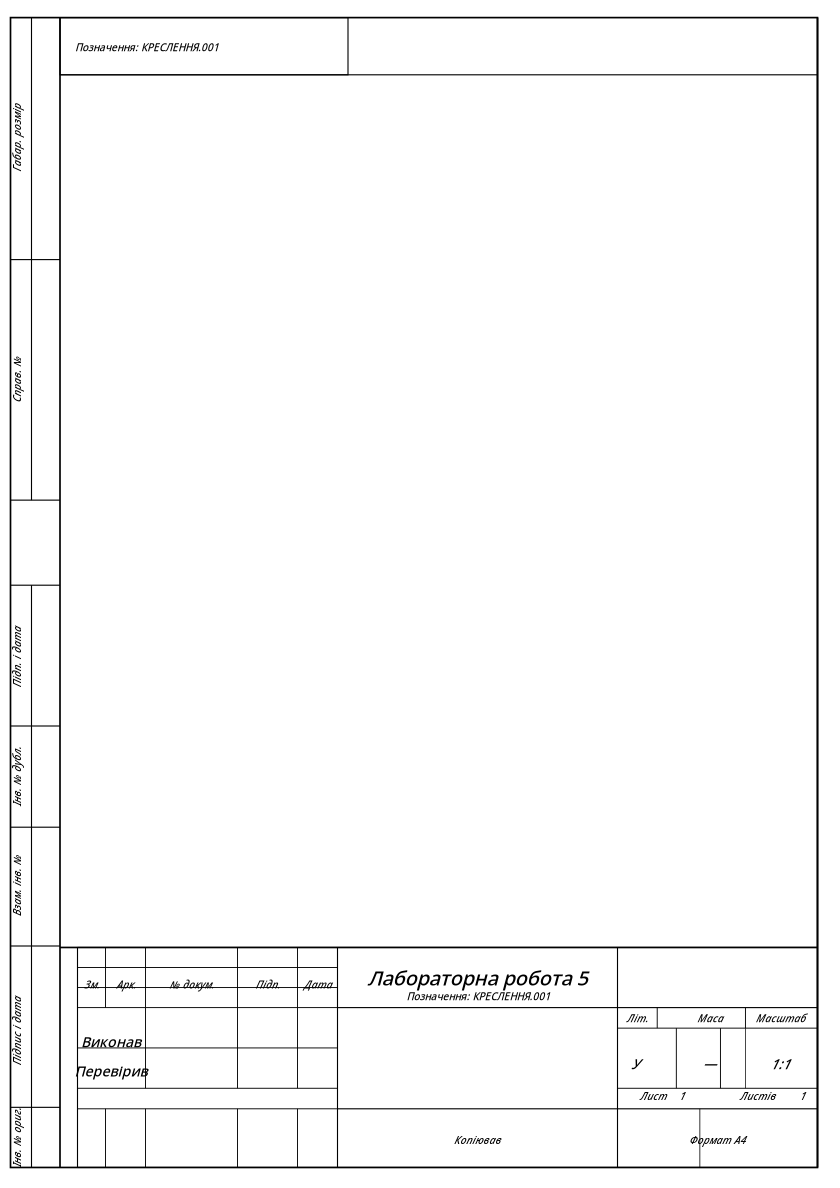 Позначення: КРЕСЛЕННЯ.001
Габар. розмір
Справ. №
Підп. і дата
Інв. № дубл.
Взам. інв. №
Підпис і дата
Інв. № ориг.
Зм. Арк. № докум. Підп. Дата
Лабораторна робота 5
Позначення: КРЕСЛЕННЯ.001
Літ. Маса Масштаб
Виконав
У — 1:1
Перевірив
Лист 1 Листів 1
Копіював
Формат А4